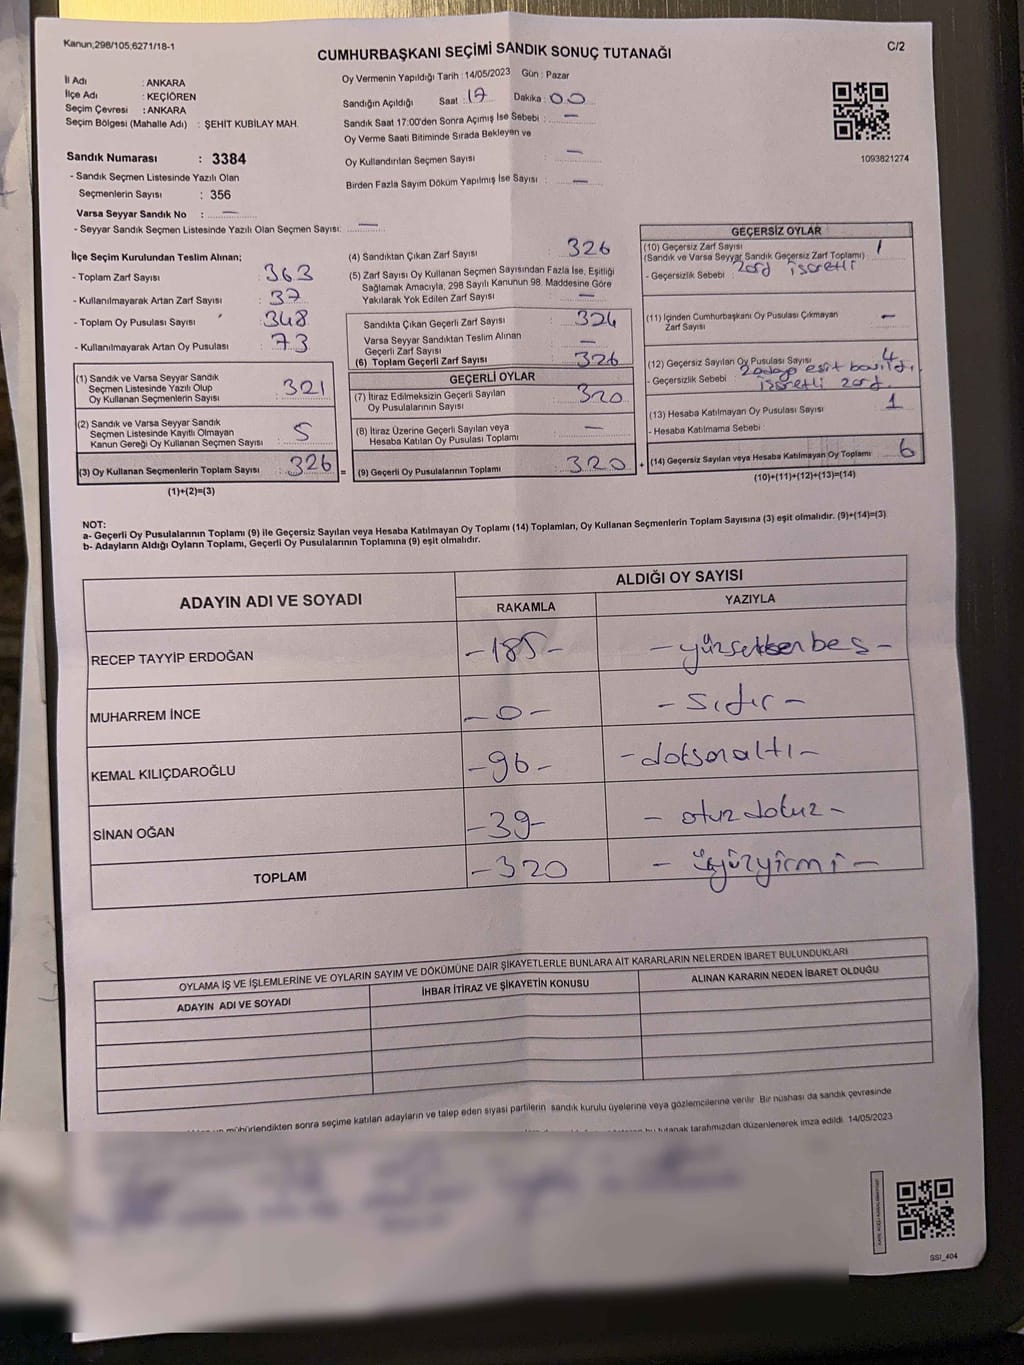 Kanun;298/105,6271/18-1
C/2
CUMHURBAŞKANI SEÇİMİ SANDIK SONUÇ TUTANAĞI
İl Adı : ANKARA
İlçe Adı : KEÇİÖREN
Seçim Çevresi : ANKARA
Seçim Bölgesi (Mahalle Adı) : ŞEHİT KUBİLAY MAH.
Sandık Numarası : 3384
- Sandık Seçmen Listesinde Yazılı Olan
Seçmenlerin Sayısı : 356
Varsa Seyyar Sandık No : —
- Seyyar Sandık Seçmen Listesinde Yazılı Olan Seçmen Sayısı: —
Oy Vermenin Yapıldığı Tarih : 14/05/2023 Gün : Pazar
Sandığın Açıldığı Saat : 17 Dakika : 00
Sandık Saat 17:00'den Sonra Açımış İse Sebebi : —
Oy Verme Saati Bitiminde Sırada Bekleyen ve
Oy Kullandırılan Seçmen Sayısı : —
Birden Fazla Sayım Döküm Yapılmış İse Sayısı : —
1093821274
İlçe Seçim Kurulundan Teslim Alınan;
- Toplam Zarf Sayısı : 363
- Kullanılmayarak Artan Zarf Sayısı : 37
- Toplam Oy Pusulası Sayısı : 348
- Kullanılmayarak Artan Oy Pusulası : 73
(1) Sandık ve Varsa Seyyar Sandık
Seçmen Listesinde Yazılı Olup
Oy Kullanan Seçmenlerin Sayısı : 321
(2) Sandık ve Varsa Seyyar Sandık
Seçmen Listesinde Kayıtlı Olmayan
Kanun Gereği Oy Kullanan Seçmen Sayısı : 5
(3) Oy Kullanan Seçmenlerin Toplam Sayısı : 326 =
(1)+(2)=(3)
(4) Sandıktan Çıkan Zarf Sayısı : 326
(5) Zarf Sayısı Oy Kullanan Seçmen Sayısından Fazla İse, Eşitliği
Sağlamak Amacıyla, 298 Sayılı Kanunun 98. Maddesine Göre
Yakılarak Yok Edilen Zarf Sayısı : —
Sandıkta Çıkan Geçerli Zarf Sayısı : 326
Varsa Seyyar Sandıktan Teslim Alınan
Geçerli Zarf Sayısı : —
(6) Toplam Geçerli Zarf Sayısı : 326
GEÇERLİ OYLAR
(7) İtiraz Edilmeksizin Geçerli Sayılan
Oy Pusulalarının Sayısı : 320
(8) İtiraz Üzerine Geçerli Sayılan veya
Hesaba Katılan Oy Pusulası Toplamı : —
(9) Geçerli Oy Pusulalarının Toplamı : 320 +
GEÇERSİZ OYLAR
(10) Geçersiz Zarf Sayısı : 1
(Sandık ve Varsa Seyyar Sandık Geçersiz Zarf Toplamı)
- Geçersizlik Sebebi : zarf işaretli
(11) İçinden Cumhurbaşkanı Oy Pusulası Çıkmayan
Zarf Sayısı : —
(12) Geçersiz Sayılan Oy Pusulası Sayısı : 4
- Geçersizlik Sebebi : 2 adaya evet basıldı,
işaretli zarf.
(13) Hesaba Katılmayan Oy Pusulası Sayısı : 1
- Hesaba Katılmama Sebebi :
(14) Geçersiz Sayılan veya Hesaba Katılmayan Oy Toplamı : 6
(10)+(11)+(12)+(13)=(14)
NOT:
a- Geçerli Oy Pusulalarının Toplamı (9) ile Geçersiz Sayılan veya Hesaba Katılmayan Oy Toplamı (14) Toplamları, Oy Kullanan Seçmenlerin Toplam Sayısına (3) eşit olmalıdır. (9)+(14)=(3)
b- Adayların Aldığı Oyların Toplamı, Geçerli Oy Pusulalarının Toplamına (9) eşit olmalıdır.
ADAYIN ADI VE SOYADI
ALDIĞI OY SAYISI
RAKAMLA YAZIYLA
RECEP TAYYİP ERDOĞAN -185- -yüzseksenbeş-
MUHARREM İNCE -0- -sıfır-
KEMAL KILIÇDAROĞLU -96- -doksanaltı-
SİNAN OĞAN -39- -otuzdokuz-
TOPLAM -320 -üçyüzyirmi-
OYLAMA İŞ VE İŞLEMLERİNE VE OYLARIN SAYIM VE DÖKÜMÜNE DAİR ŞİKAYETLERLE BUNLARA AİT KARARLARIN NELERDEN İBARET BULUNDUKLARI
ADAYIN ADI VE SOYADI İHBAR İTİRAZ VE ŞİKAYETİN KONUSU ALINAN KARARIN NEDEN İBARET OLDUĞU
mühürlendikten sonra seçime katılan adayların ve talep eden siyasi partilerin sandık kurulu üyelerine veya gözlemcilerine verilir. Bir nüshası da sandık çevresinde
bu tutanak tarafımızdan düzenlenerek imza edildi. 14/05/2023
SSI_404